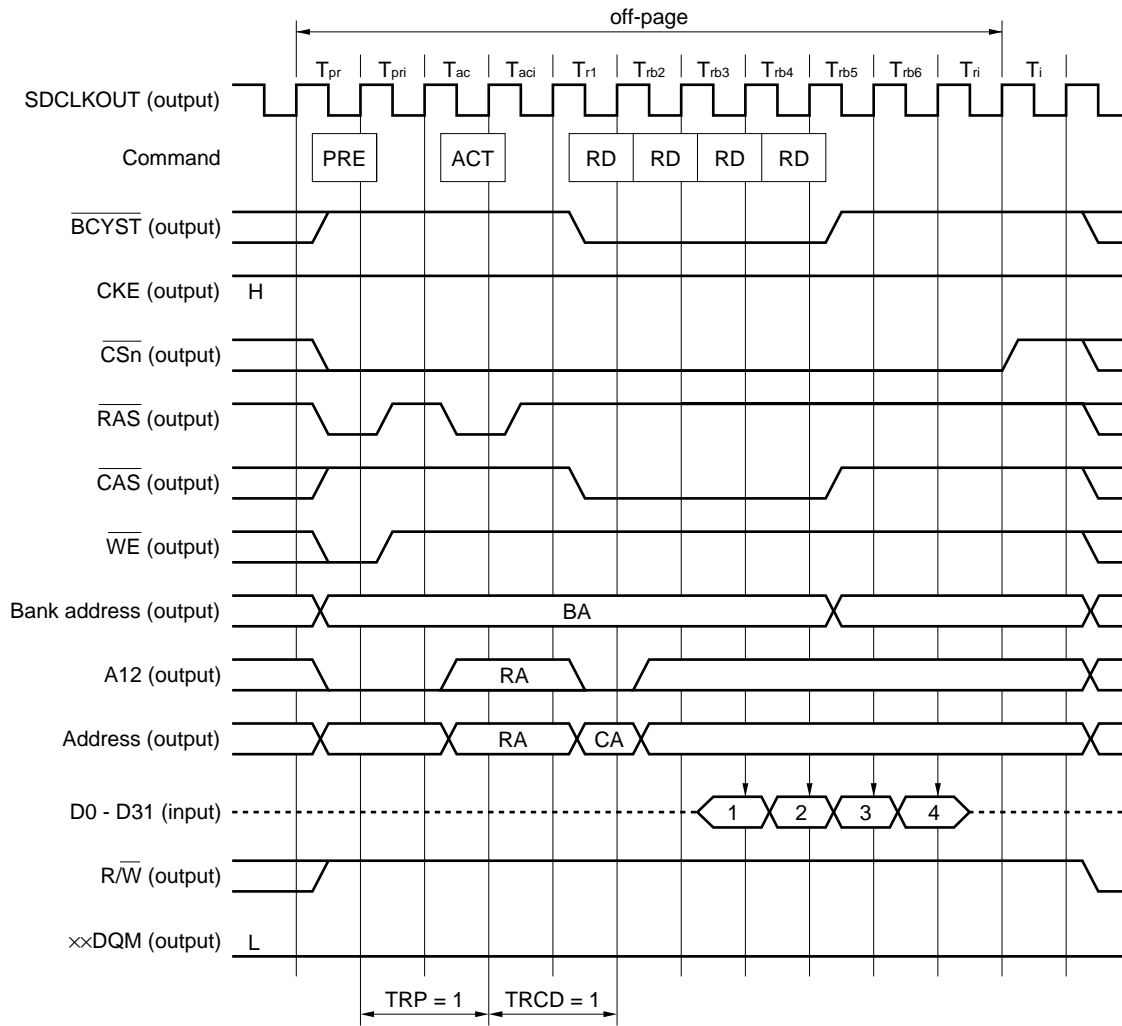 off-page
Tpr Tpri Tac Taci Tr1 Trb2 Trb3 Trb4 Trb5 Trb6 Tri Ti
SDCLKOUT (output)
Command PRE ACT RD RD RD RD
BCYST (output)
CKE (output) H
CSn (output)
RAS (output)
CAS (output)
WE (output)
Bank address (output) BA
A12 (output) RA
Address (output) RA CA
D0 - D31 (input) 1 2 3 4
R/W (output)
××DQM (output) L
TRP = 1 TRCD = 1